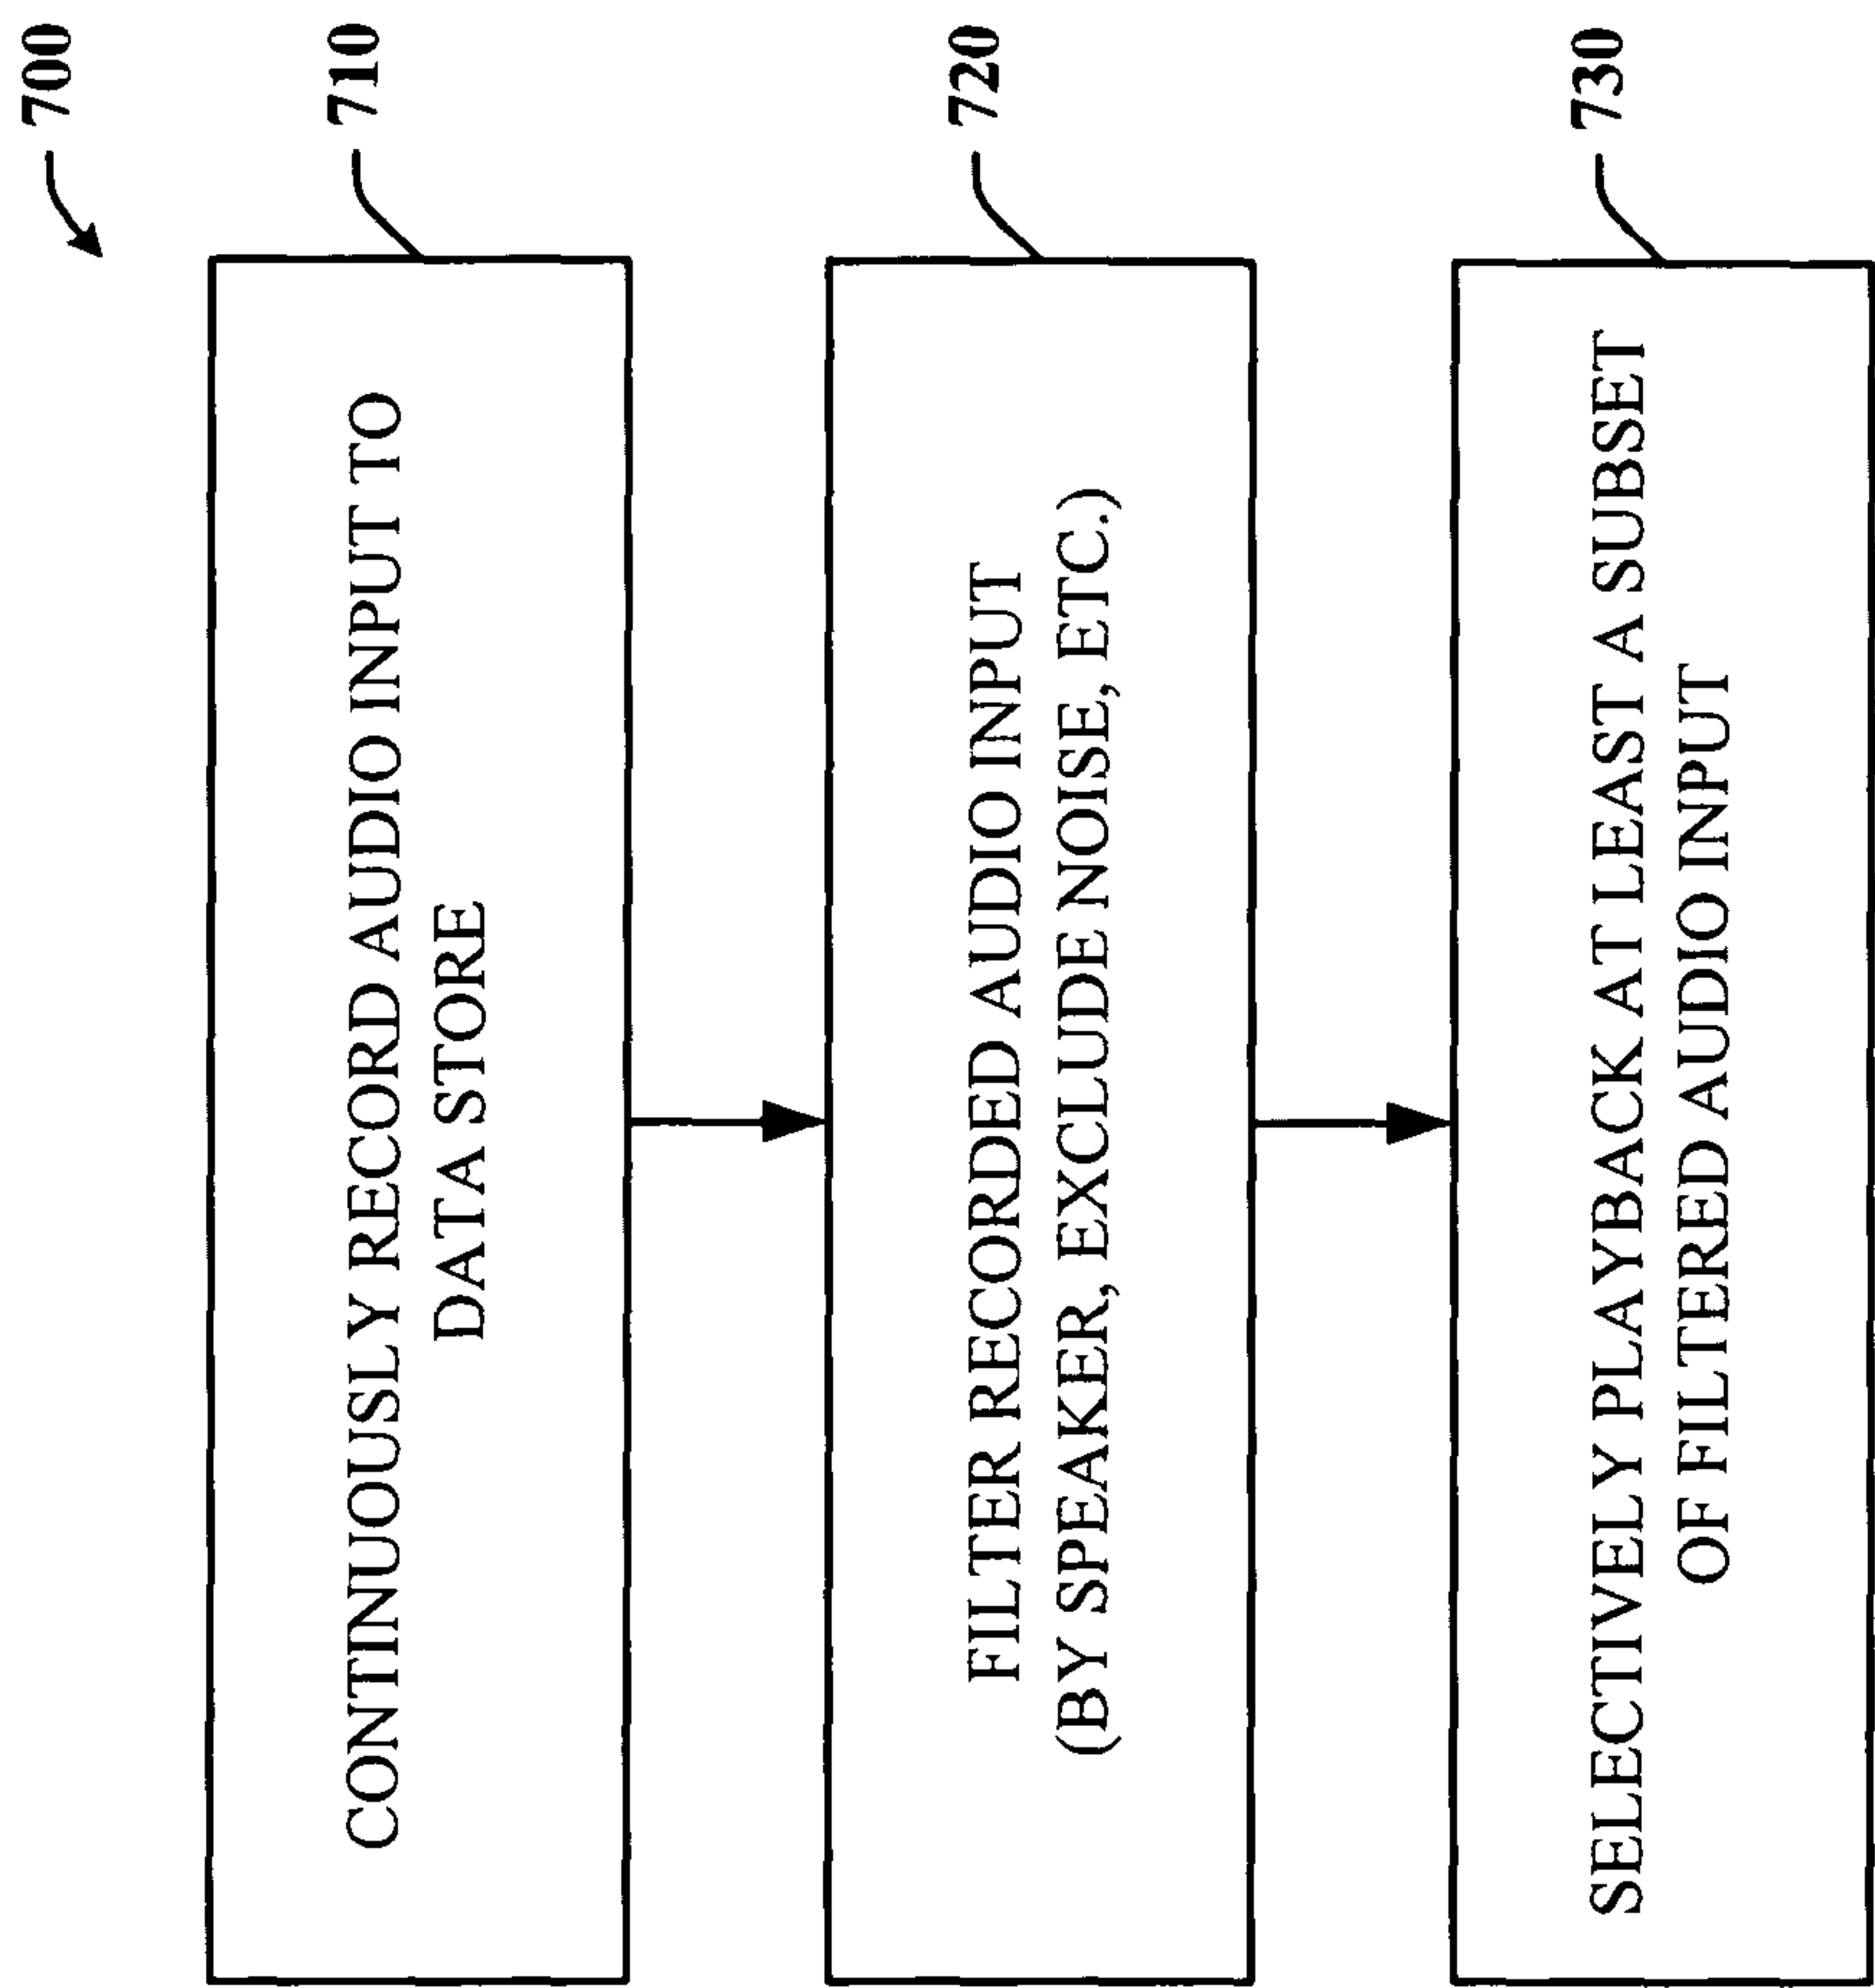 700
710
CONTINUOUSLY RECORD AUDIO INPUT TO
DATA STORE
720
FILTER RECORDED AUDIO INPUT
(BY SPEAKER, EXCLUDE NOISE, ETC.)
730
SELECTIVELY PLAYBACK AT LEAST A SUBSET
OF FILTERED AUDIO INPUT